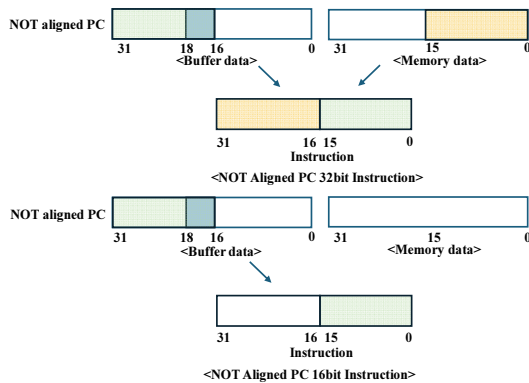 NOT aligned PC
31 18 16 0 31 15 0
<Buffer data> <Memory data>
31 16 15 0
Instruction
<NOT Aligned PC 32bit Instruction>
NOT aligned PC
31 18 16 0 31 15 0
<Buffer data> <Memory data>
31 16 15 0
Instruction
<NOT Aligned PC 16bit Instruction>